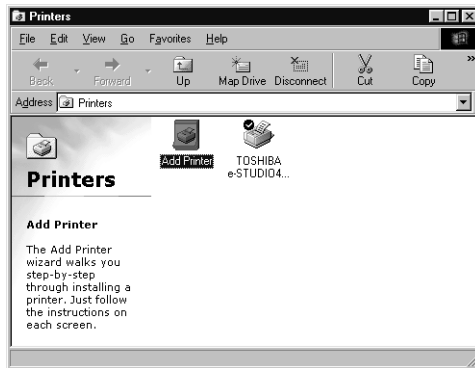 Printers
File Edit View Go Favorites Help
Back Forward Up Map Drive Disconnect Cut Copy »
Address Printers
Add Printer
TOSHIBA
e-STUDIO4...
Printers
Add Printer
The Add Printer
wizard walks you
step-by-step
through installing a
printer. Just follow
the instructions on
each screen.